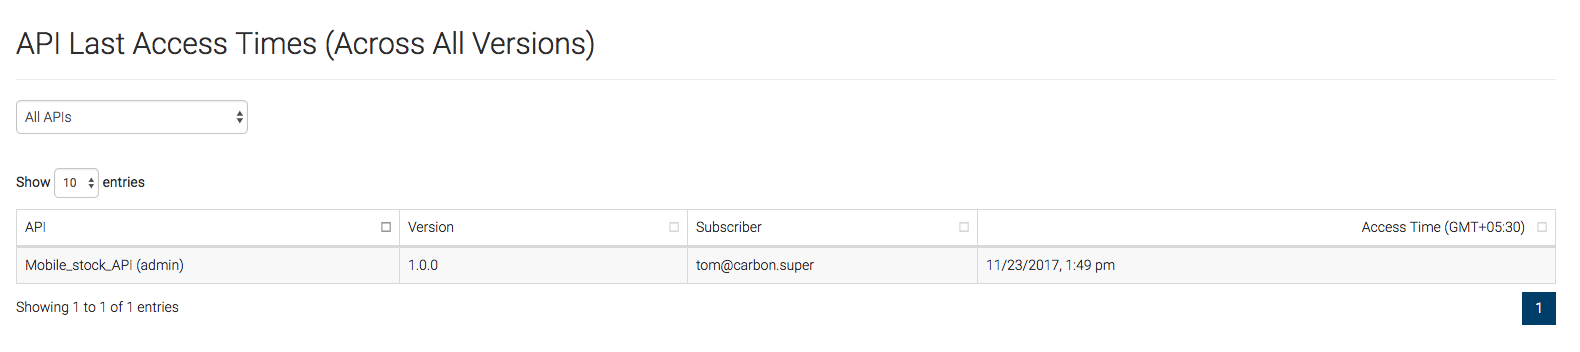 API Last Access Times (Across All Versions)
All APIs
Show 10 entries
API Version Subscriber Access Time (GMT+05:30)
Mobile_stock_API (admin) 1.0.0 tom@carbon.super 11/23/2017, 1:49 pm
Showing 1 to 1 of 1 entries 1